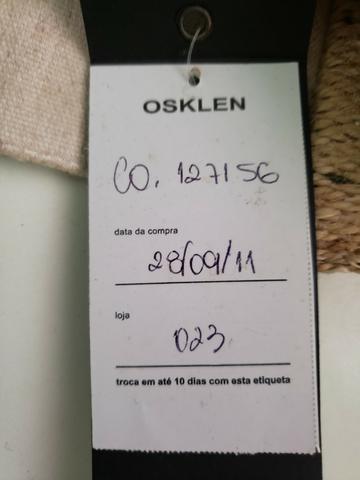 OSKLEN
CO. 127156
data da compra
28/09/11
loja
023
troca em até 10 dias com esta etiqueta